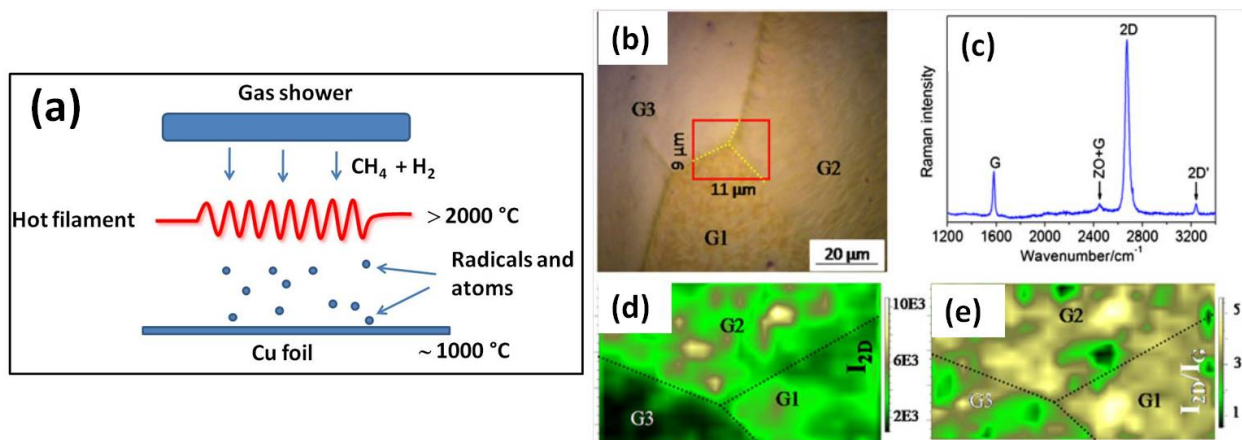 (a)
Gas shower
CH₄ + H₂
Hot filament
> 2000 °C
Radicals and
atoms
Cu foil
~ 1000 °C
(b)
G3
9 µm
G2
11 µm
G1
20 µm
(c)
2D
Raman intensity
G
ZO+G
2D'
1200 1600 2000 2400 2800 3200
Wavenumber/cm⁻¹
(d)
10E3
G2
6E3
I₂D
G1
G3
2E3
(e)
5
G2
3
I₂D/I_G
G3
G1
1